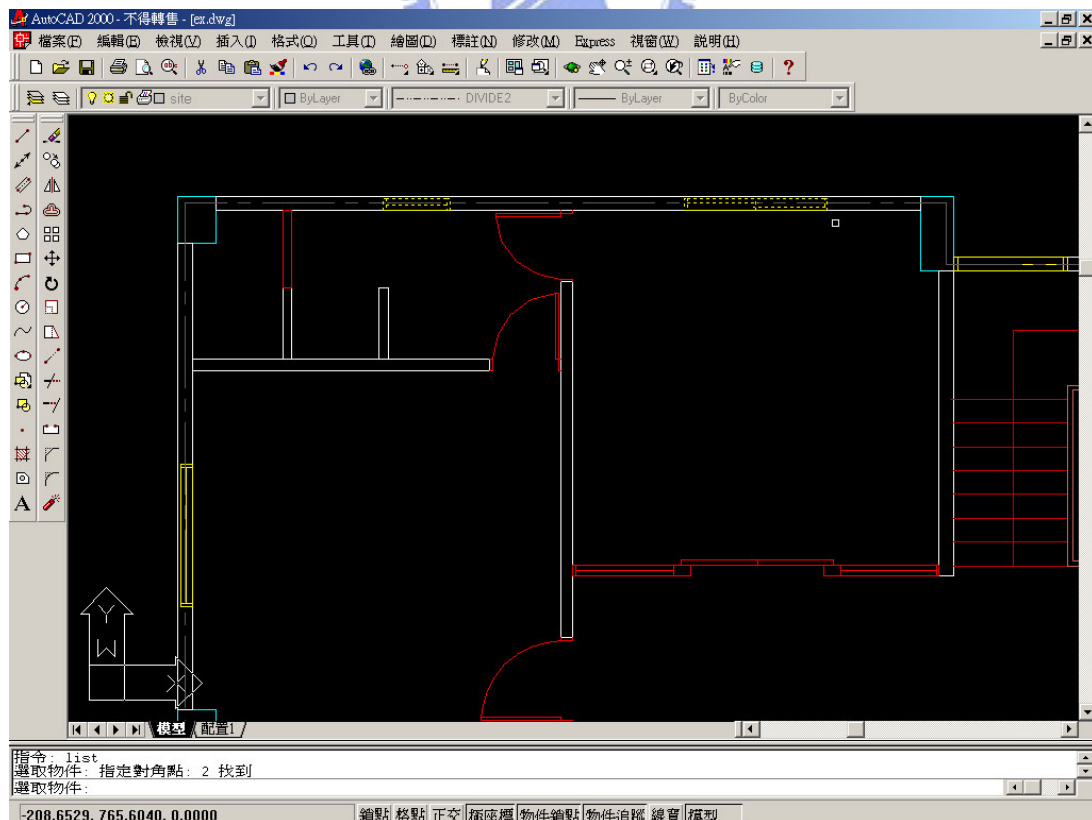 AutoCAD 2000 - 不得轉售 - [ex.dwg]
檔案(F) 編輯(E) 檢視(V) 插入(I) 格式(O) 工具(T) 繪圖(D) 標註(N) 修改(M) Express 視窗(W) 說明(H)
site ByLayer DIVIDE2 ByLayer ByColor
A
Y
W
X
模型 配置1
指令: list
選取物件: 指定對角點: 2 找到
選取物件:
-208.6529, 765.6040, 0.0000 鎖點 格點 正交 極座標 物件鎖點 物件追蹤 線寬 模型